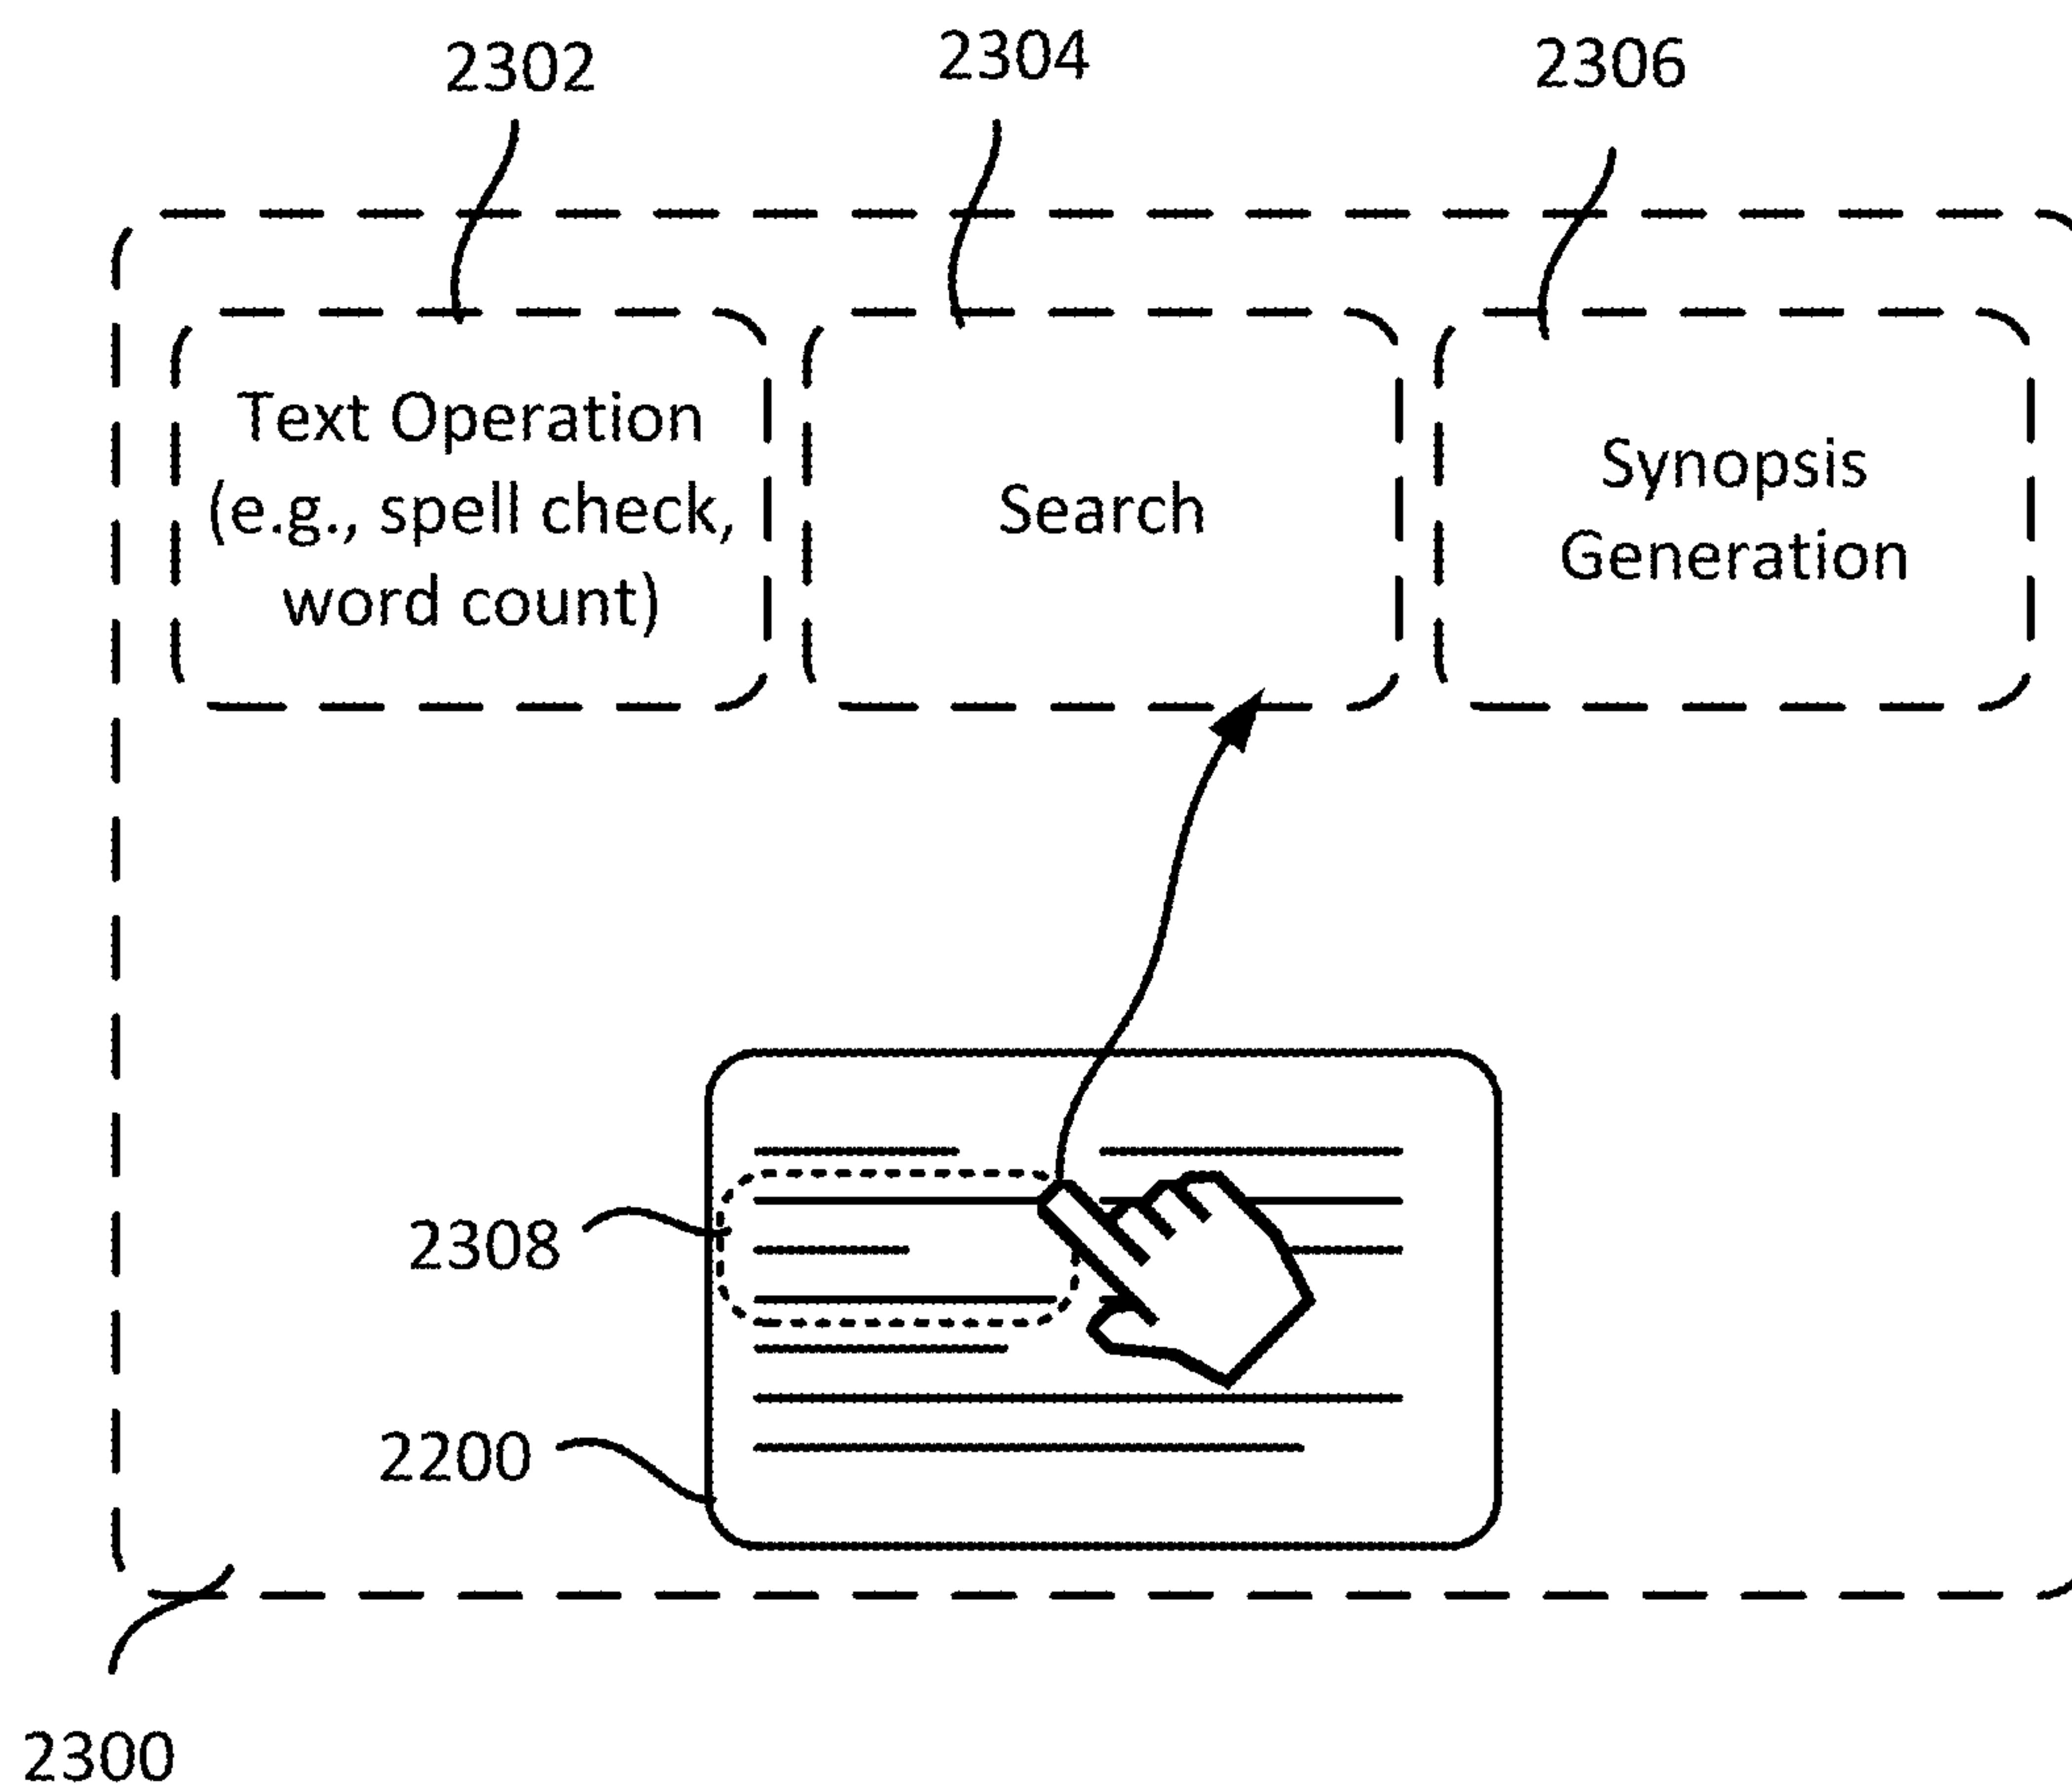 2302
2304
2306
Text Operation
(e.g., spell check,
word count)
Search
Synopsis
Generation
2308
2200
2300